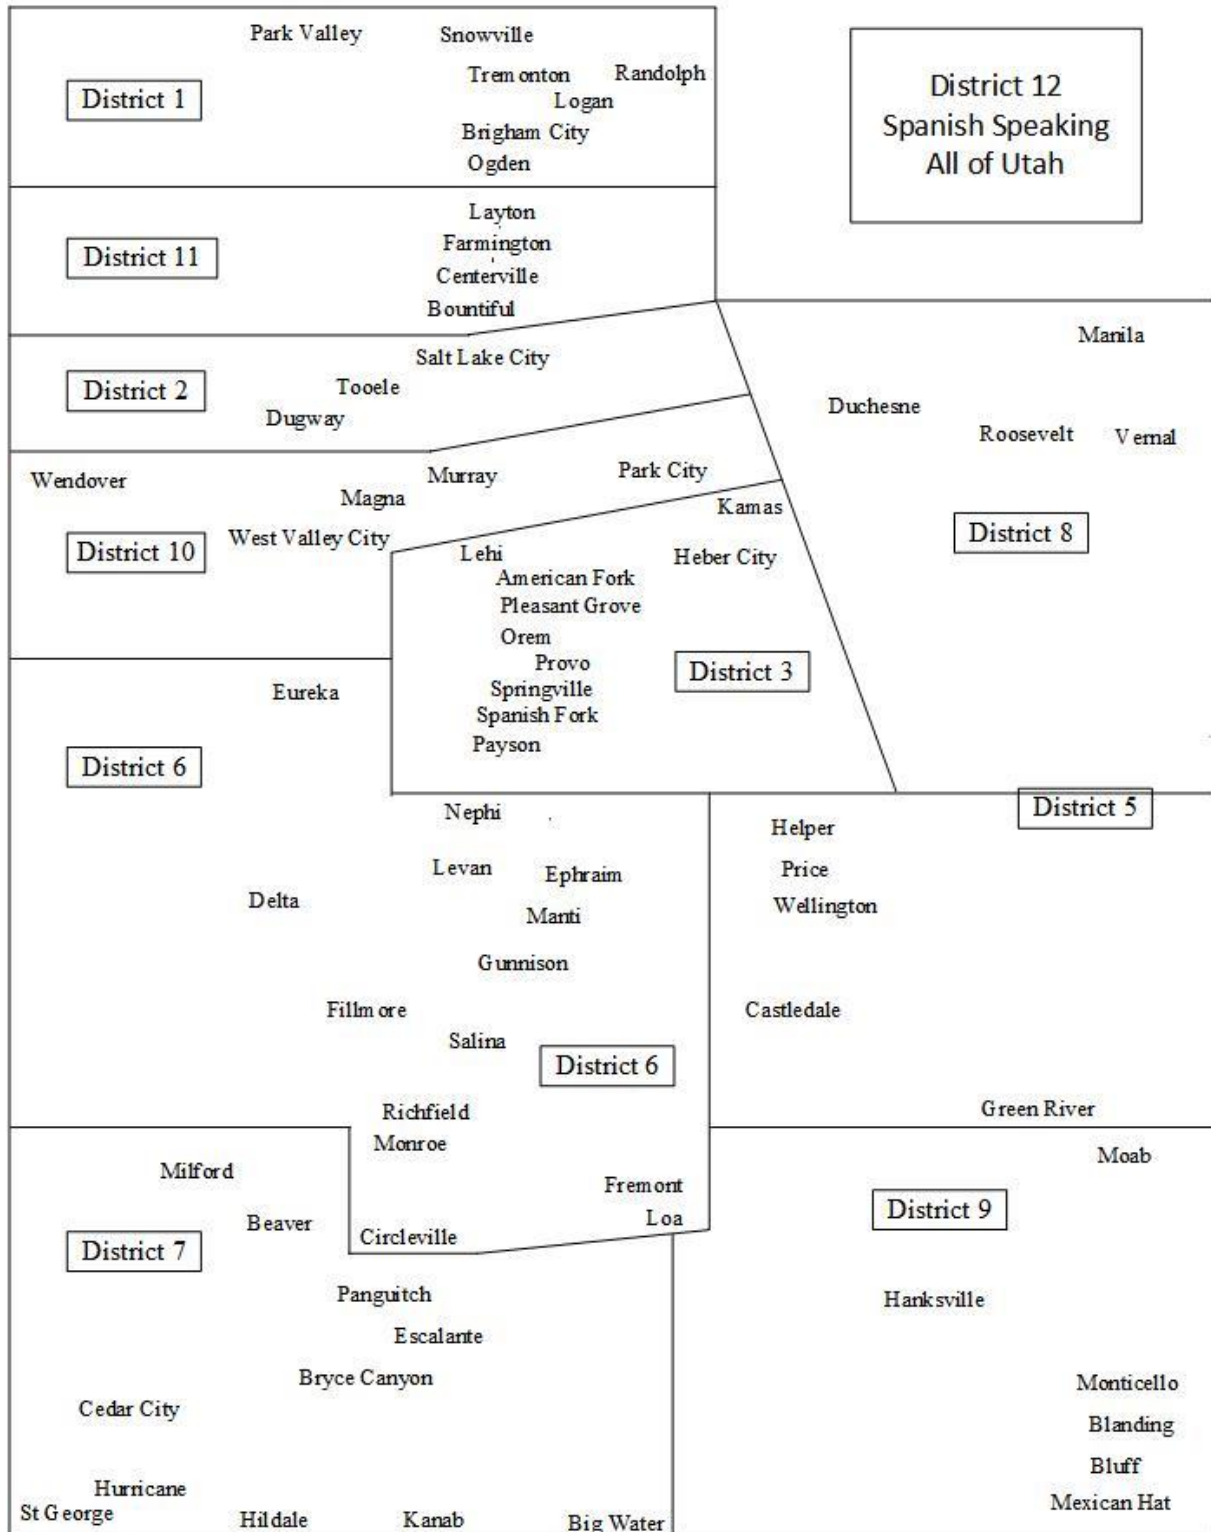 Park Valley
Snowville
Tremonton
Randolph
District 1
Logan
Brigham City
Ogden
District 12
Spanish Speaking
All of Utah
Layton
Farmington
District 11
Centerville
Bountiful
Salt Lake City
District 2
Tooele
Dugway
Manila
Duchesne
Roosevelt
Vernal
District 8
Wendover
Murray
Park City
Magna
West Valley City
District 10
Kamas
Lehi
Heber City
American Fork
Pleasant Grove
Orem
Provo
District 3
Springville
Spanish Fork
Payson
Eureka
District 6
Nephi
Levan
Ephraim
Delta
Manti
Gunnison
Fillmore
Salina
District 6
Richfield
Monroe
Fremont
Loa
Circleville
District 5
Helper
Price
Wellington
Castledale
Green River
Milford
Beaver
District 7
Panguitch
Escalante
Bryce Canyon
Cedar City
Hurricane
St George
Hildale
Kanab
Big Water
Moab
District 9
Hanksville
Monticello
Blanding
Bluff
Mexican Hat